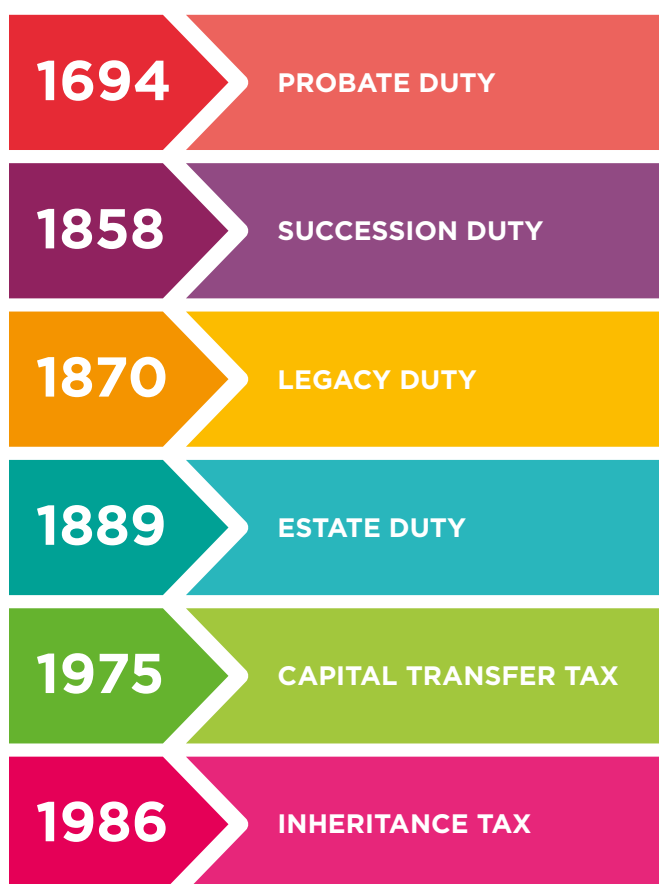 1694 PROBATE DUTY
1858 SUCCESSION DUTY
1870 LEGACY DUTY
1889 ESTATE DUTY
1975 CAPITAL TRANSFER TAX
1986 INHERITANCE TAX